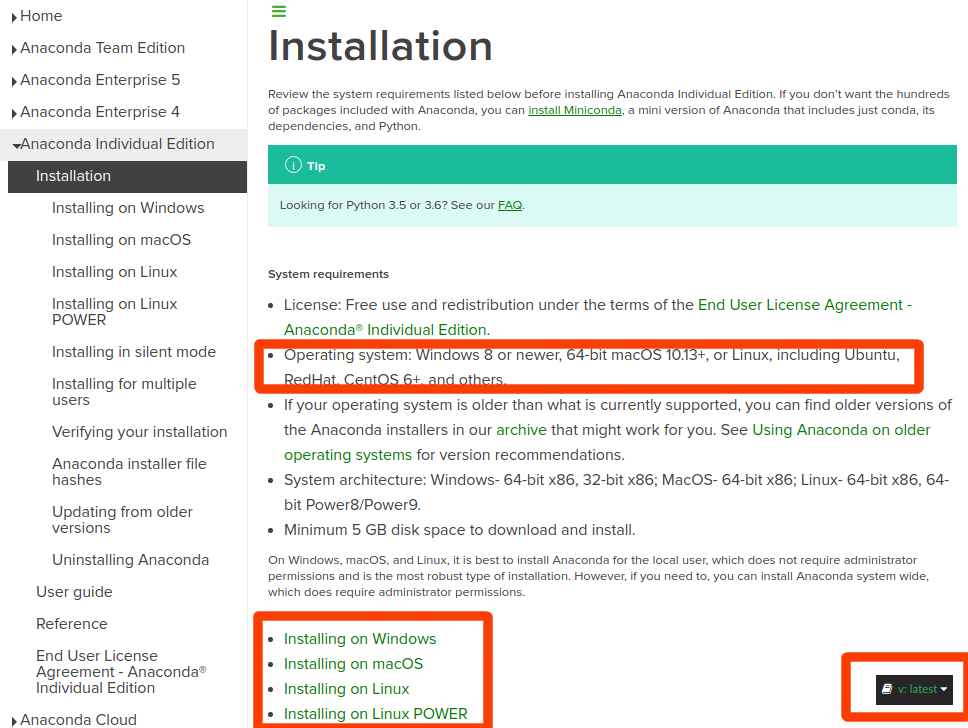 Home
Anaconda Team Edition
Anaconda Enterprise 5
Anaconda Enterprise 4
Anaconda Individual Edition
Installation
Installing on Windows
Installing on macOS
Installing on Linux
Installing on Linux
POWER
Installing in silent mode
Installing for multiple
users
Verifying your installation
Anaconda installer file
hashes
Updating from older
versions
Uninstalling Anaconda
User guide
Reference
End User License
Agreement - Anaconda®
Individual Edition
Anaconda Cloud
Installation
Review the system requirements listed below before installing Anaconda Individual Edition. If you don’t want the hundreds
of packages included with Anaconda, you can install Miniconda, a mini version of Anaconda that includes just conda, its
dependencies, and Python.
Tip
Looking for Python 3.5 or 3.6? See our FAQ.
System requirements
License: Free use and redistribution under the terms of the End User License Agreement -
Anaconda® Individual Edition.
Operating system: Windows 8 or newer, 64-bit macOS 10.13+, or Linux, including Ubuntu,
RedHat, CentOS 6+, and others.
If your operating system is older than what is currently supported, you can find older versions of
the Anaconda installers in our archive that might work for you. See Using Anaconda on older
operating systems for version recommendations.
System architecture: Windows- 64-bit x86, 32-bit x86; MacOS- 64-bit x86; Linux- 64-bit x86, 64-
bit Power8/Power9.
Minimum 5 GB disk space to download and install.
On Windows, macOS, and Linux, it is best to install Anaconda for the local user, which does not require administrator
permissions and is the most robust type of installation. However, if you need to, you can install Anaconda system wide,
which does require administrator permissions.
Installing on Windows
Installing on macOS
Installing on Linux
Installing on Linux POWER
v: latest